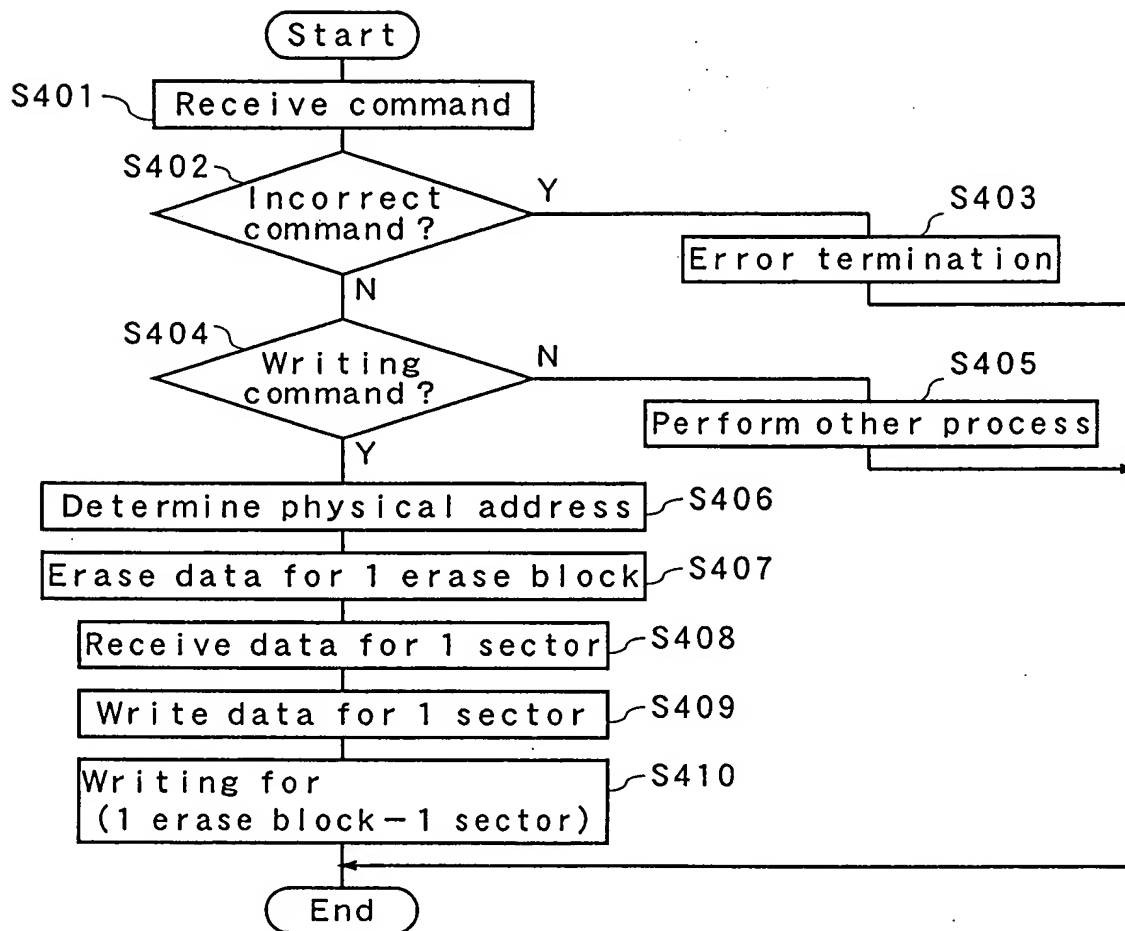 Start
S401
Receive command
S402
Incorrect
command?
Y
S403
Error termination
N
S404
Writing
command?
N
S405
Perform other process
Y
Determine physical address
S406
Erase data for 1 erase block
S407
Receive data for 1 sector
S408
Write data for 1 sector
S409
Writing for
(1 erase block-1 sector)
S410
End